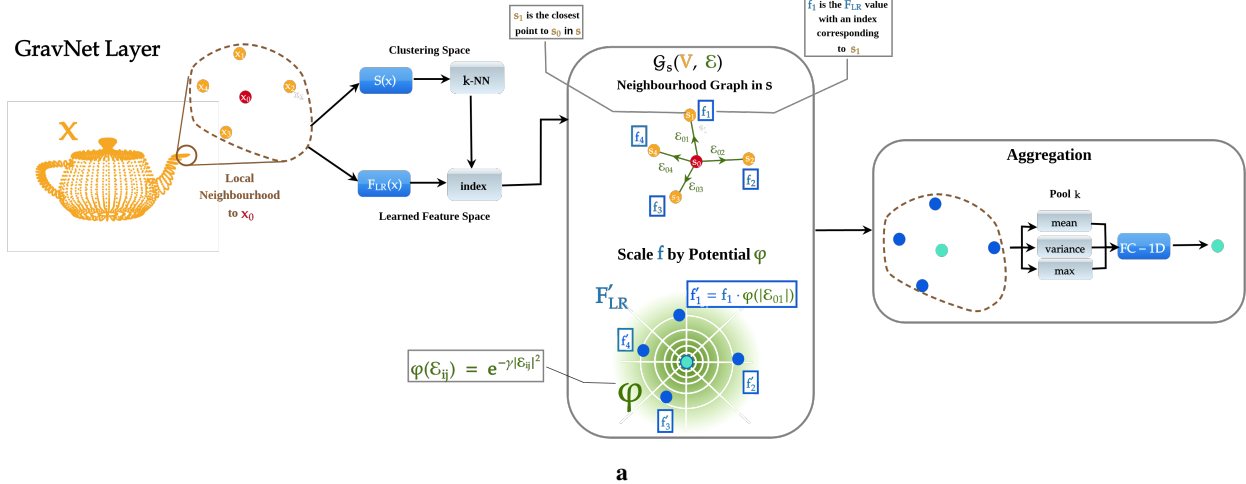 GravNet Layer
X
x₁
x₄
x₂
x₀
x₃
Local
Neighbourhood
to x₀
Clustering Space
S(x)
k-NN
F_LR(x)
index
Learned Feature Space
s₁ is the closest
point to s₀ in s
f₁ is the F_LR value
with an index
corresponding
to s₁
𝒢ₛ(V, ℰ)
Neighbourhood Graph in S
s₁
f₁
f₄
s₄
ℰ₀₁
ℰ₀₂
s₀
s₂
ℰ₀₄
f₂
ℰ₀₃
f₃
s₃
Scale f by Potential φ
F′_LR
f′₁ = f₁ · φ(|ℰ₀₁|)
f′₄
f′₂
f′₃
φ
φ(ℰᵢⱼ) = e^{-γ|ℰᵢⱼ|²}
Aggregation
Pool k
mean
variance
max
FC – 1D
a